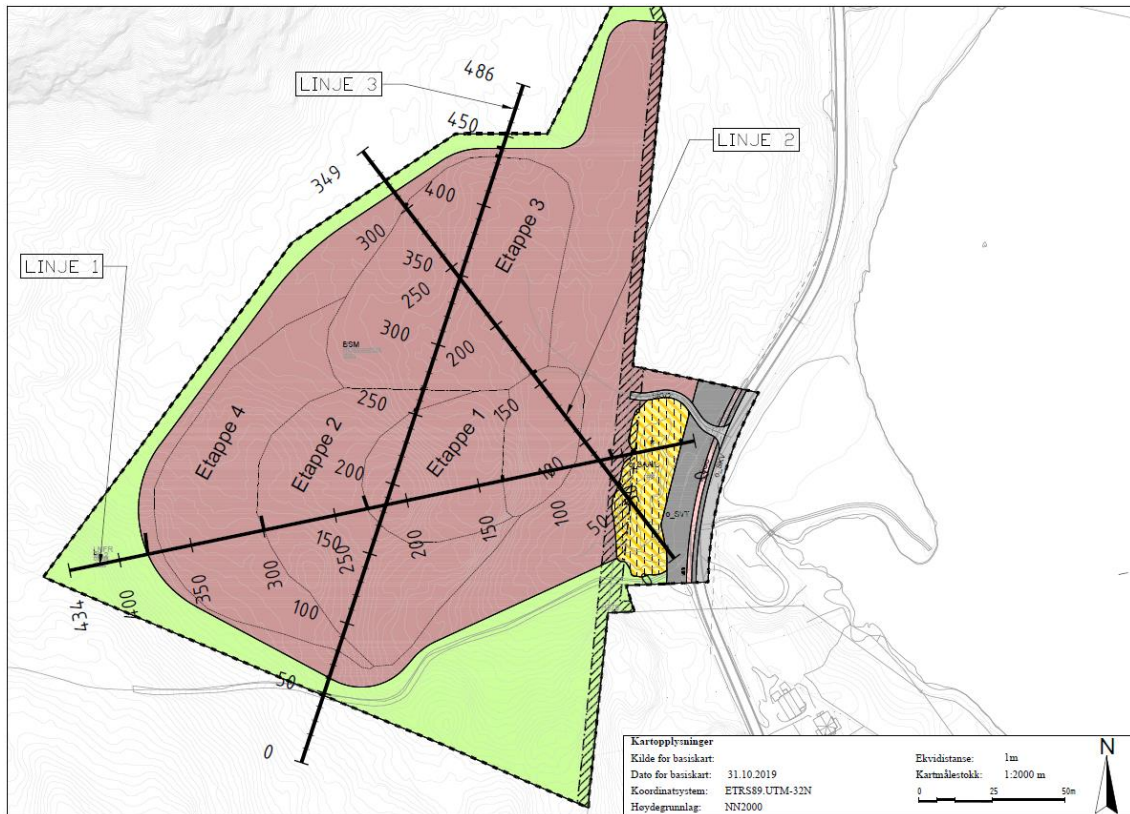 LINJE 3
486
450
LINJE 2
349
400
Etappe 3
300
350
LINJE 1
250
300
BSM
200
250
150
Etappe 4
Etappe 2
Etappe 1
200
100
o_SKV
o_SVT
50
100
150
200
150
250
300
350
100
400
434
50
0
Kartopplysninger
Kilde for basiskart:
Dato for basiskart: 31.10.2019
Koordinatsystem: ETRS89.UTM-32N
Høydegrunnlag: NN2000
Ekvidistanse: 1m
Kartmålestokk: 1:2000 m
0 25 50m
N